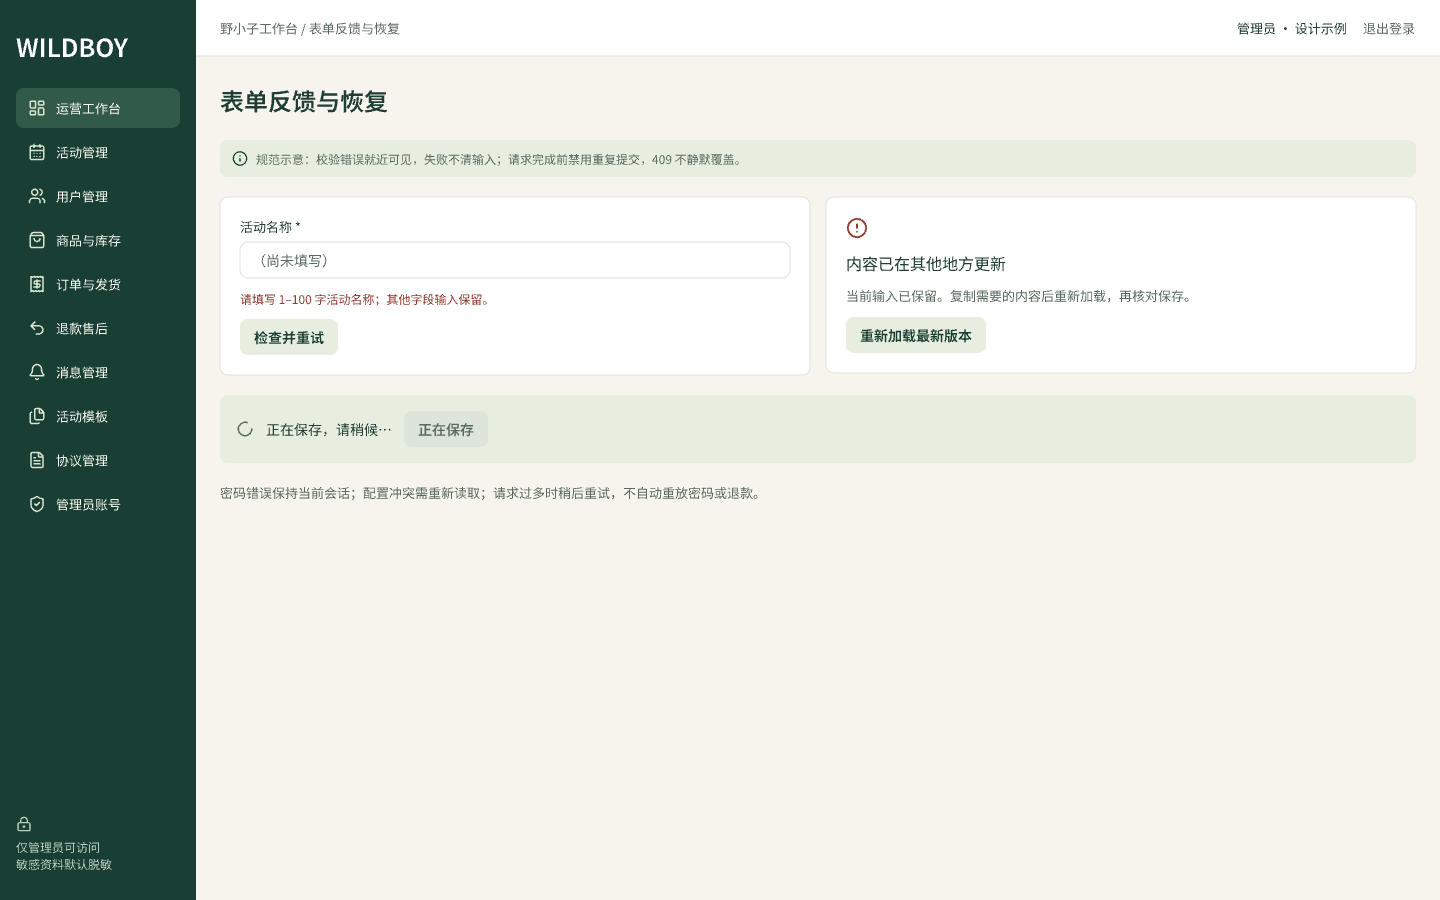 WILDBOY
运营工作台
活动管理
用户管理
商品与库存
订单与发货
退款售后
消息管理
活动模板
协议管理
管理员账号
仅管理员可访问
敏感资料默认脱敏
野小子工作台 / 表单反馈与恢复
管理员 · 设计示例
退出登录
表单反馈与恢复
规范示意：校验错误就近可见，失败不清输入；请求完成前禁用重复提交，409 不静默覆盖。
活动名称 *
（尚未填写）
请填写 1–100 字活动名称；其他字段输入保留。
检查并重试
内容已在其他地方更新
当前输入已保留。复制需要的内容后重新加载，再核对保存。
重新加载最新版本
正在保存，请稍候…
正在保存
密码错误保持当前会话；配置冲突需重新读取；请求过多时稍后重试，不自动重放密码或退款。